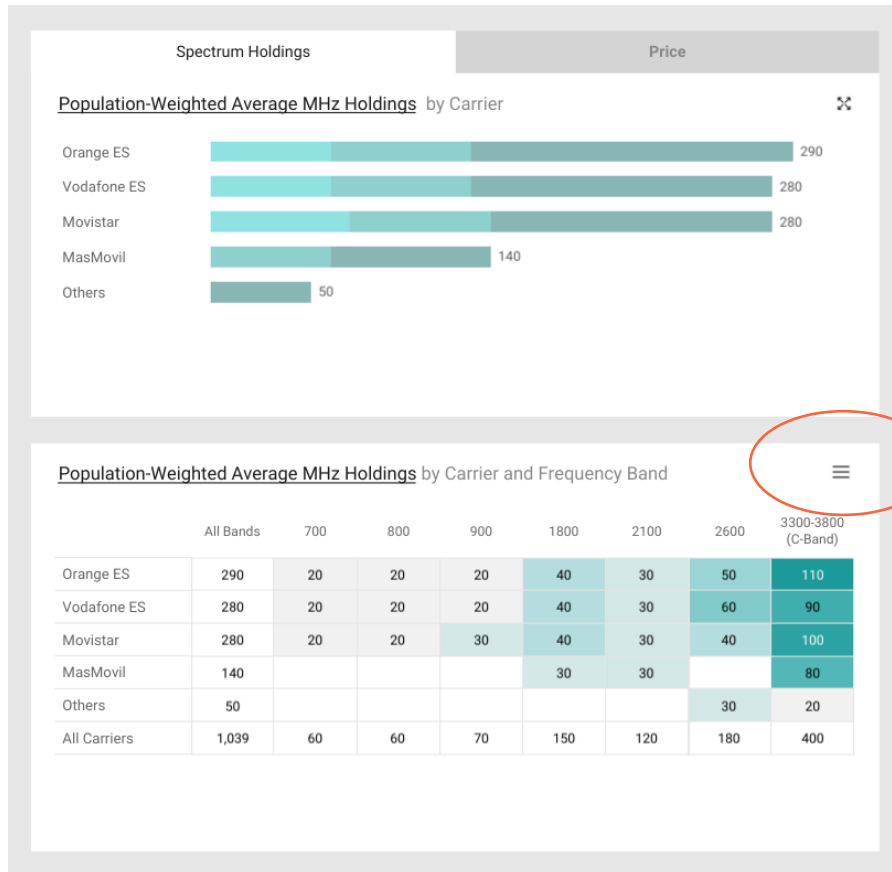 Spectrum Holdings Price
Population-Weighted Average MHz Holdings by Carrier
Orange ES 290
Vodafone ES 280
Movistar 280
MasMovil 140
Others 50
Population-Weighted Average MHz Holdings by Carrier and Frequency Band
All Bands 700 800 900 1800 2100 2600 3300-3800 (C-Band)
Orange ES 290 20 20 20 40 30 50 110
Vodafone ES 280 20 20 20 40 30 60 90
Movistar 280 20 20 30 40 30 40 100
MasMovil 140 30 30 80
Others 50 30 20
All Carriers 1,039 60 60 70 150 120 180 400